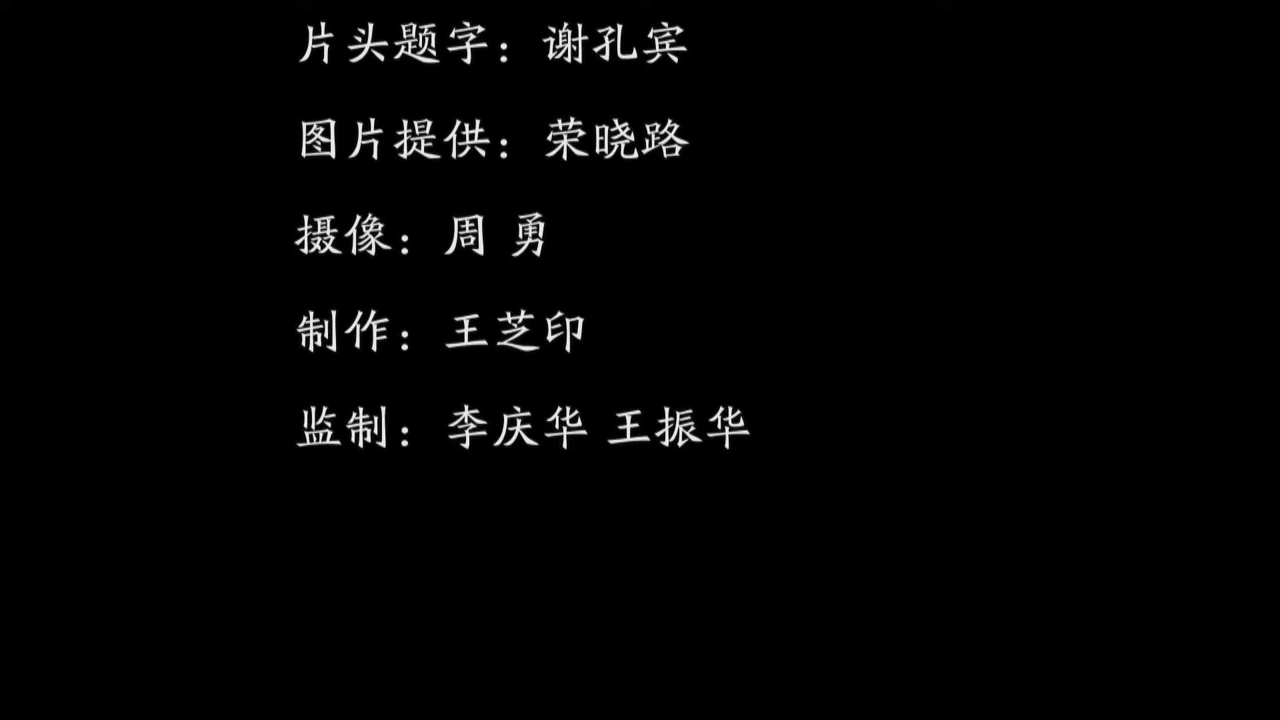 片头题字：谢孔宾
图片提供：荣晓路
摄像：周 勇
制作：王芝印
监制：李庆华 王振华